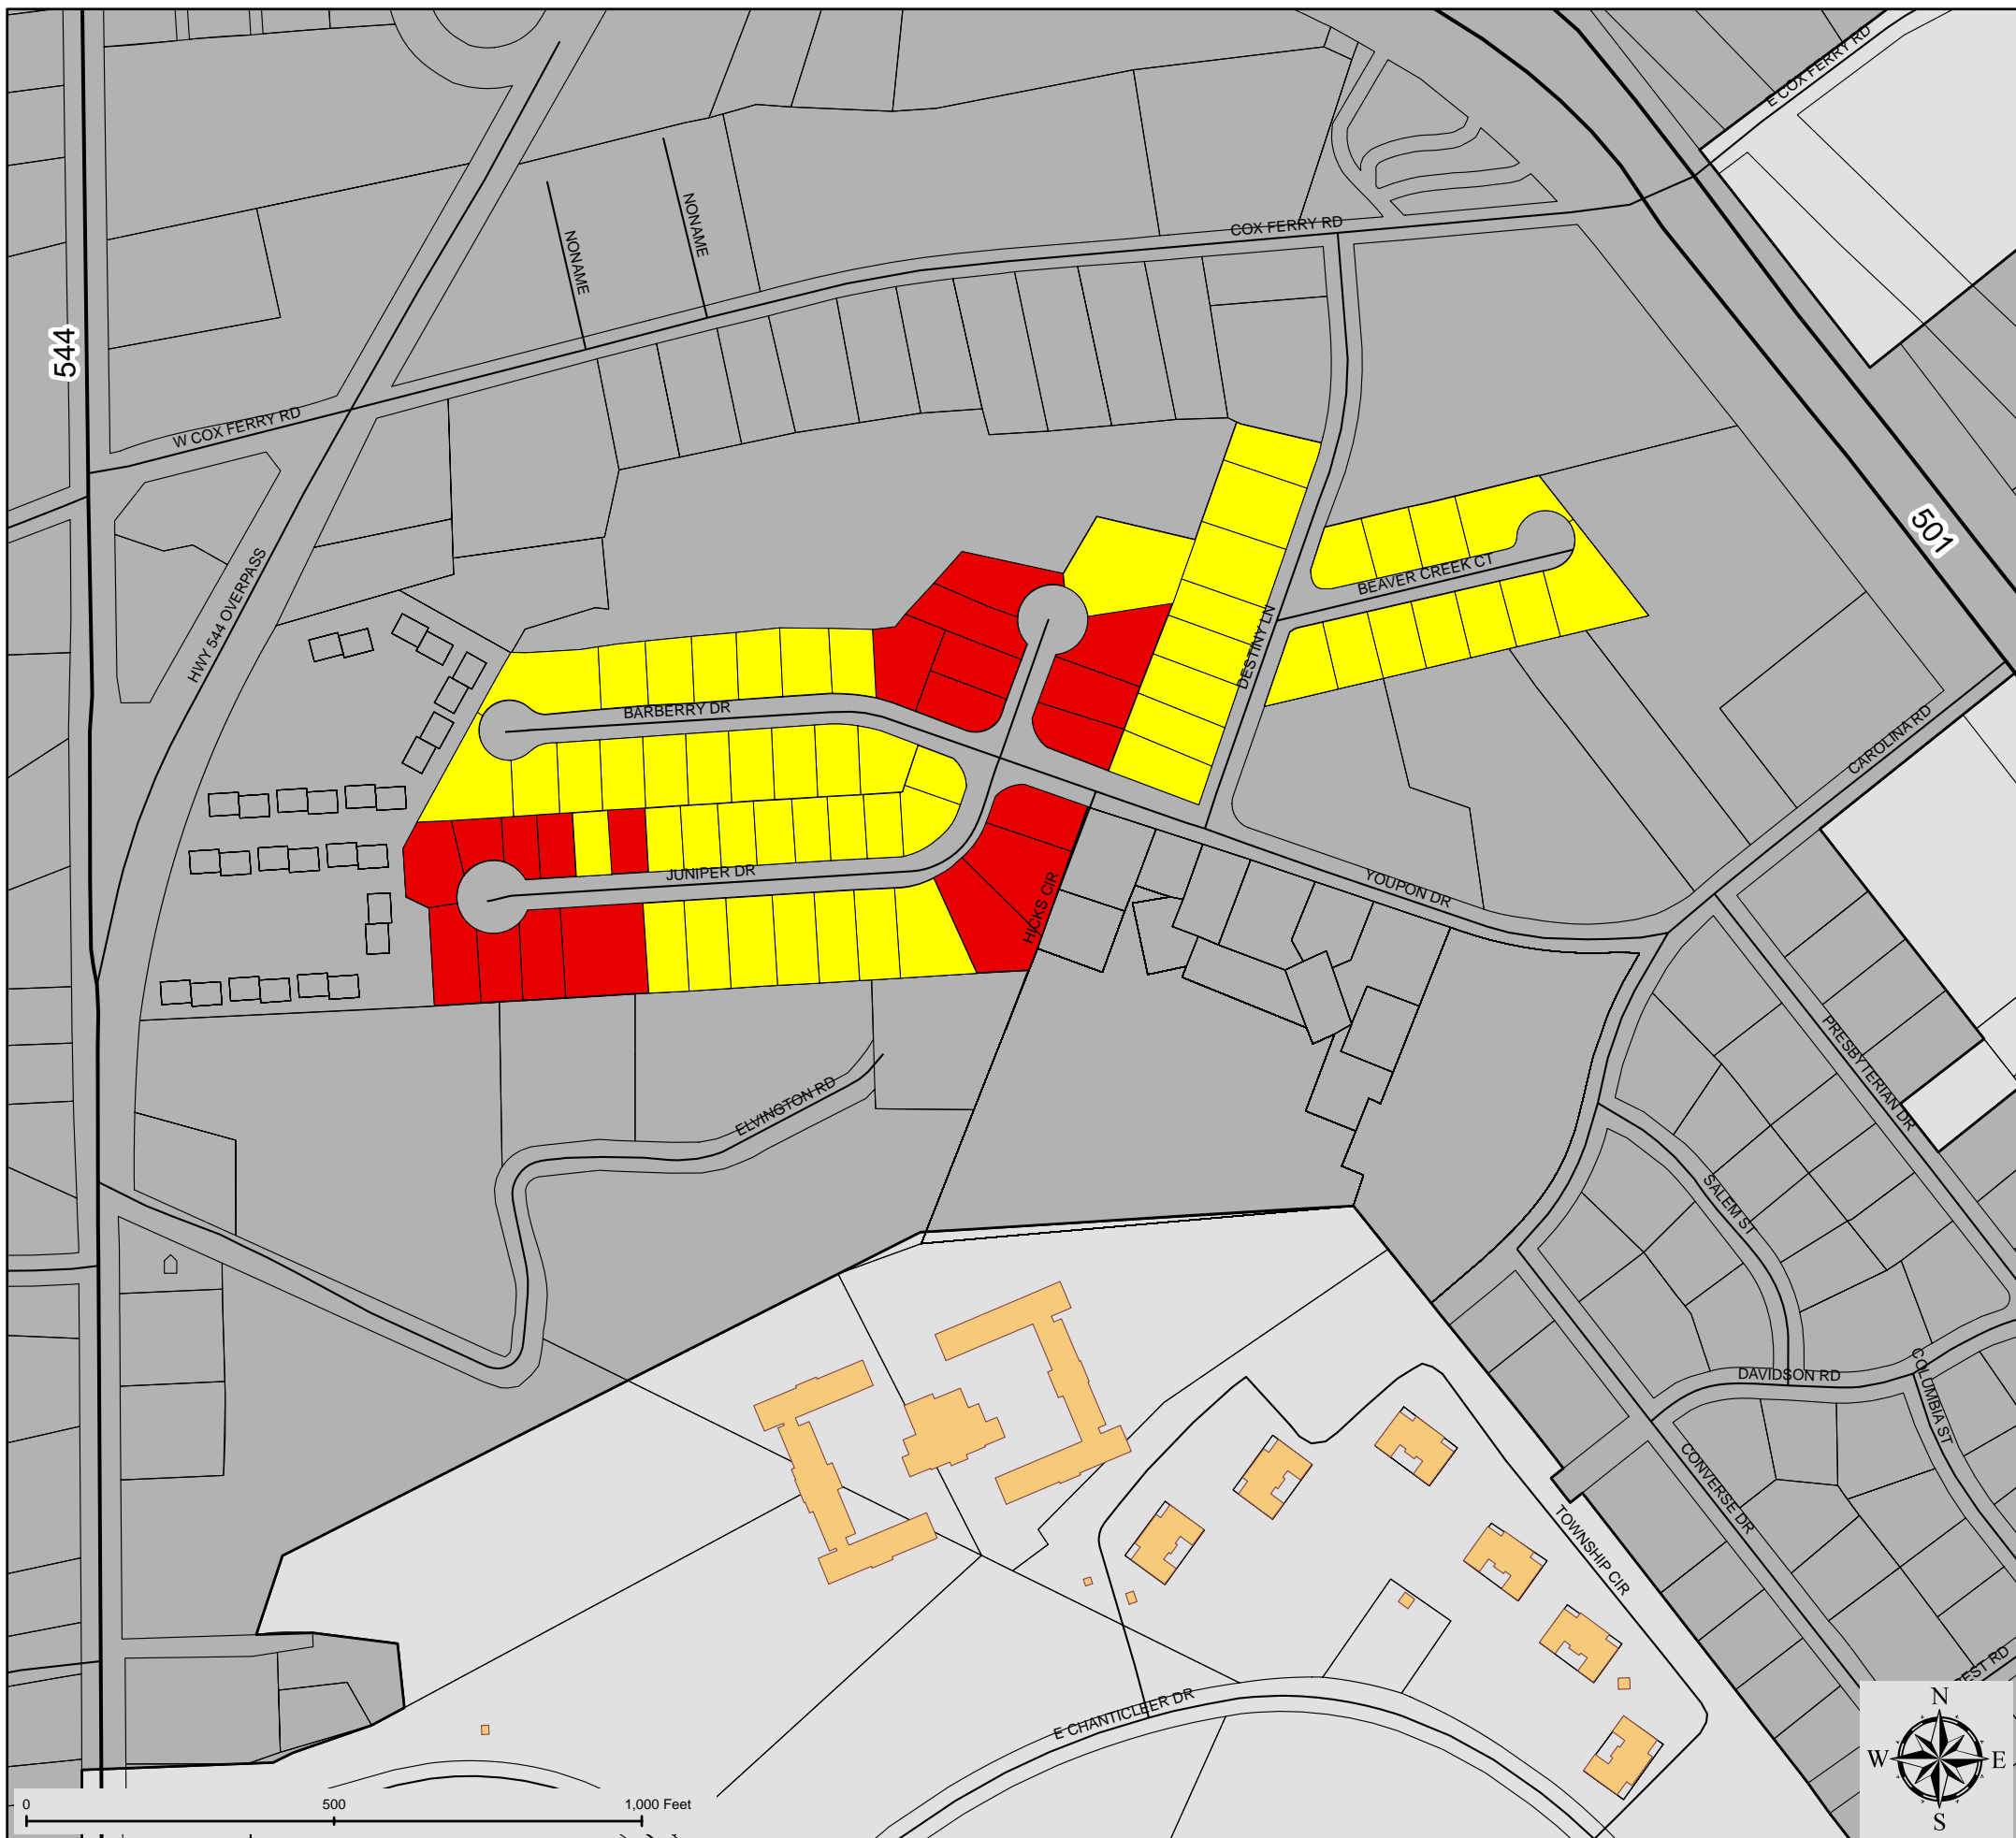 E COX FERRY RD
NONAME
NONAME
COX FERRY RD
544
W COX FERRY RD
501
HWY 544 OVERPASS
BEAVER CREEK CT
DESTINY LN
BARBERRY DR
CAROLINA RD
JUNIPER DR
HICKS CIR
YOUPON DR
ELVINGTON RD
PRESBYTERIAN DR
SALEM ST
DAVIDSON RD
COLUMBIA ST
CONVERSE DR
TOWNSHIP CIR
E CHANTICLEER DR
RD
N
W E
S
0 500 1,000 Feet